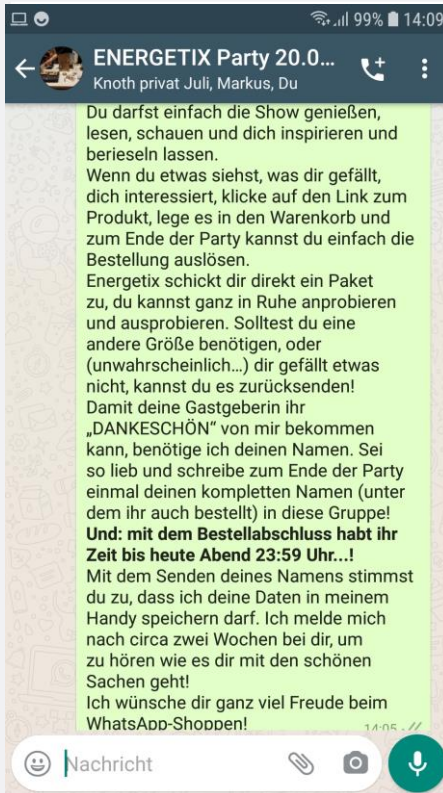 99% 14:09
ENERGETIX Party 20.0...
Knoth privat Juli, Markus, Du
Du darfst einfach die Show genießen,
lesen, schauen und dich inspirieren und
berieseln lassen.
Wenn du etwas siehst, was dir gefällt,
dich interessiert, klicke auf den Link zum
Produkt, lege es in den Warenkorb und
zum Ende der Party kannst du einfach die
Bestellung auslösen.
Energetix schickt dir direkt ein Paket
zu, du kannst ganz in Ruhe anprobieren
und ausprobieren. Solltest du eine
andere Größe benötigen, oder
(unwahrscheinlich...) dir gefällt etwas
nicht, kannst du es zurücksenden!
Damit deine Gastgeberin ihr
„DANKESCHÖN" von mir bekommen
kann, benötige ich deinen Namen. Sei
so lieb und schreibe zum Ende der Party
einmal deinen kompletten Namen (unter
dem ihr auch bestellt) in diese Gruppe!
Und: mit dem Bestellabschluss habt ihr
Zeit bis heute Abend 23:59 Uhr...!
Mit dem Senden deines Namens stimmst
du zu, dass ich deine Daten in meinem
Handy speichern darf. Ich melde mich
nach circa zwei Wochen bei dir, um
zu hören wie es dir mit den schönen
Sachen geht!
Ich wünsche dir ganz viel Freude beim
WhatsApp-Shoppen!
14:05
Nachricht